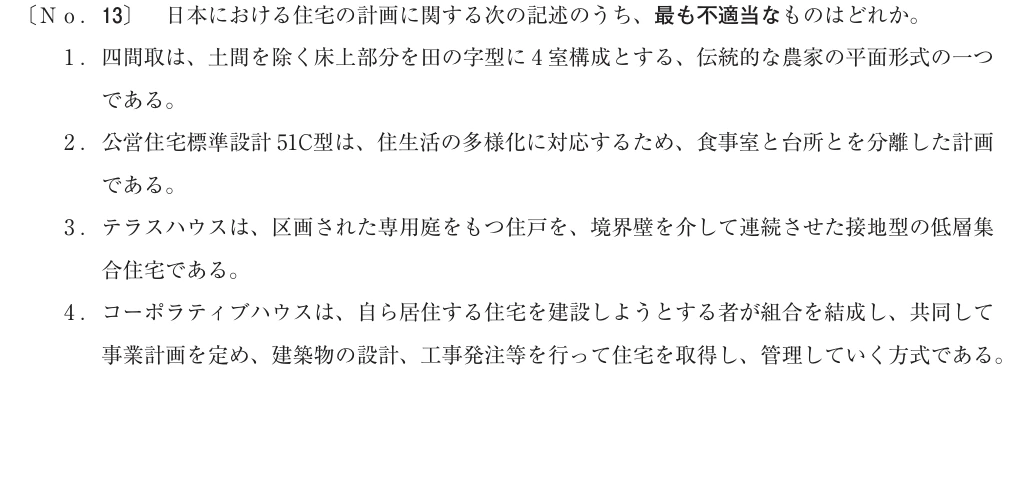 〔Ｎｏ．13〕　日本における住宅の計画に関する次の記述のうち、最も不適当なものはどれか。
１．四間取は、土間を除く床上部分を田の字型に４室構成とする、伝統的な農家の平面形式の一つ
である。
２．公営住宅標準設計51C型は、住生活の多様化に対応するため、食事室と台所とを分離した計画
である。
３．テラスハウスは、区画された専用庭をもつ住戸を、境界壁を介して連続させた接地型の低層集
合住宅である。
４．コーポラティブハウスは、自ら居住する住宅を建設しようとする者が組合を結成し、共同して
事業計画を定め、建築物の設計、工事発注等を行って住宅を取得し、管理していく方式である。